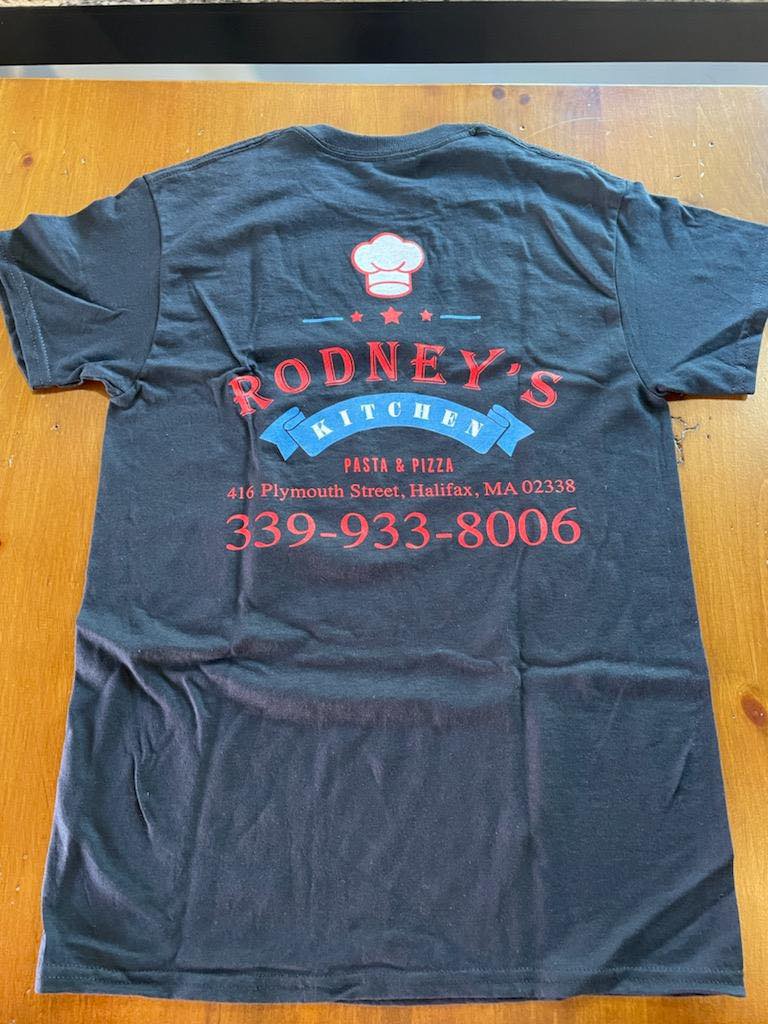 RODNEY'S
KITCHEN
PASTA & PIZZA
416 Plymouth Street, Halifax, MA 02338
339-933-8006